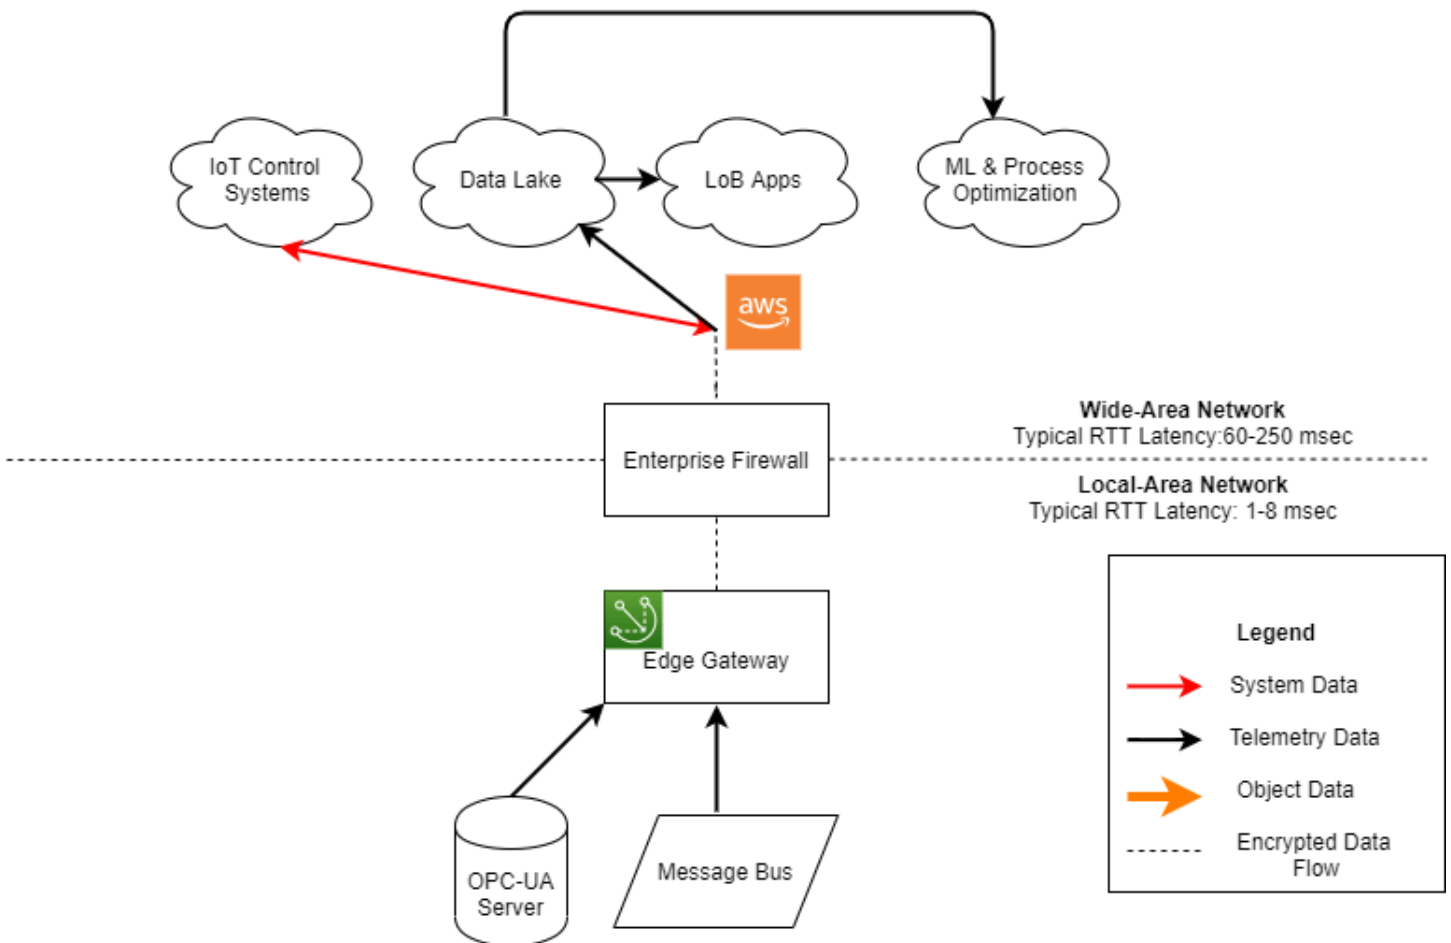 IoT Control
Systems
Data Lake
LoB Apps
ML & Process
Optimization
aws
Enterprise Firewall
Wide-Area Network
Typical RTT Latency:60-250 msec
Local-Area Network
Typical RTT Latency: 1-8 msec
Edge Gateway
OPC-UA
Server
Message Bus
Legend
System Data
Telemetry Data
Object Data
Encrypted Data
Flow